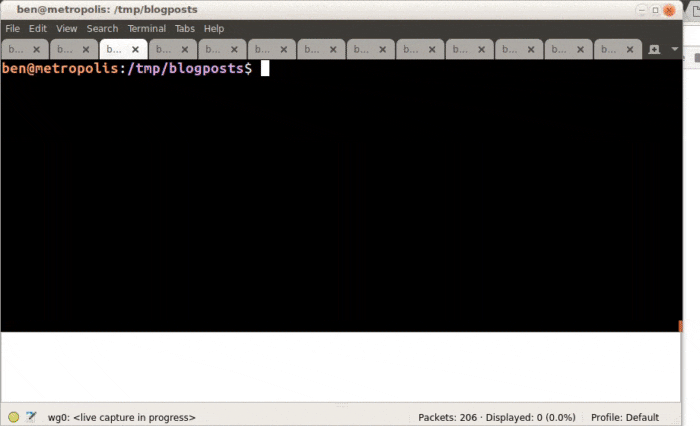 ben@metropolis: /tmp/blogposts
File Edit View Search Terminal Tabs Help
b... b... b... b... b... b... b... b... b... b... b... b... b...
ben@metropolis:/tmp/blogposts$
wg0: <live capture in progress> Packets: 206 · Displayed: 0 (0.0%) Profile: Default